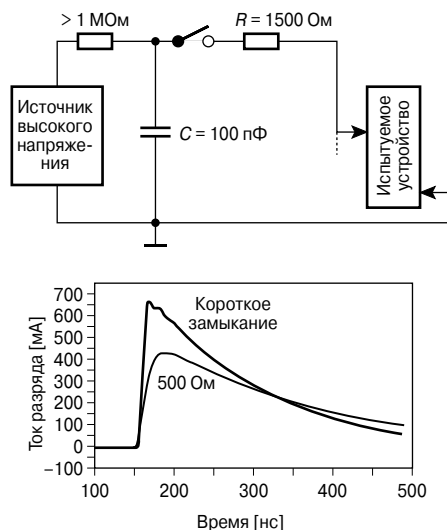 > 1 МОм
R = 1500 Ом
Источник
высокого
напряже-
ния
C = 100 пФ
Испытуемое
устройство
700
600
500
400
300
200
100
0
−100
Ток разряда [мА]
Короткое
замыкание
500 Ом
100
200
300
400
500
Время [нс]